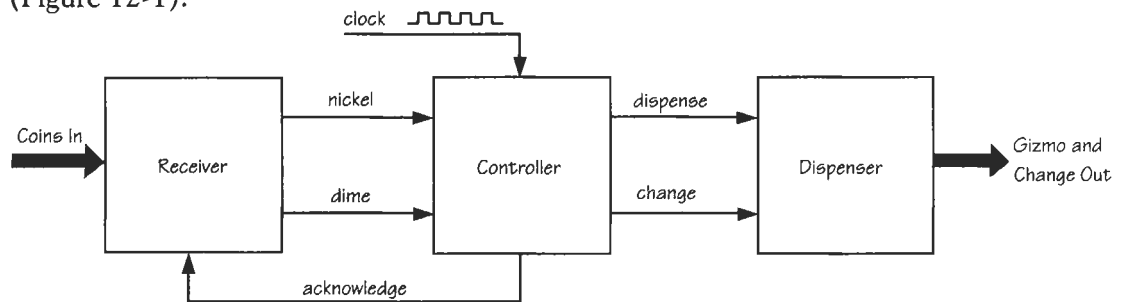 (Figure 12-1).
clock
nickel
dispense
Coins In
Receiver
Controller
Dispenser
Gizmo and
Change Out
dime
change
acknowledge